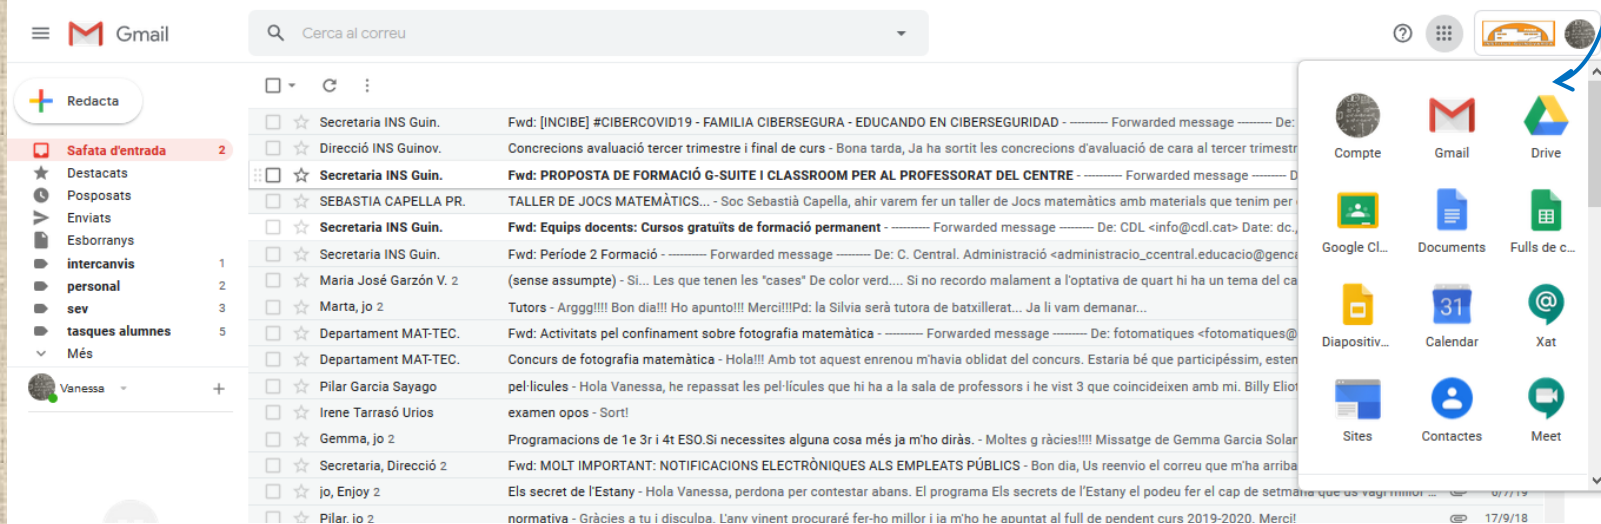 Gmail
Cerca al correu
Redacta
Safata d'entrada 2
Destacats
Posposats
Enviats
Esborranys
intercanvis 1
personal 2
sev 3
tasques alumnes 5
Més
Vanessa
Secretaria INS Guin. Fwd: [INCIBE] #CIBERCOVID19 - FAMILIA CIBERSEGURA - EDUCANDO EN CIBERSEGURIDAD - ---------- Forwarded message --------- De:
Direcció INS Guinov. Concrecions avaluació tercer trimestre i final de curs - Bona tarda, Ja ha sortit les concrecions d'avaluació de cara al tercer trimestr
Secretaria INS Guin. Fwd: PROPOSTA DE FORMACIÓ G-SUITE I CLASSROOM PER AL PROFESSORAT DEL CENTRE - ---------- Forwarded message --------- D
SEBASTIA CAPELLA PR. TALLER DE JOCS MATEMÀTICS... - Soc Sebastià Capella, ahir varem fer un taller de Jocs matemàtics amb materials que tenim per
Secretaria INS Guin. Fwd: Equips docents: Cursos gratuïts de formació permanent - ---------- Forwarded message --------- De: CDL <info@cdl.cat> Date: dc.,
Secretaria INS Guin. Fwd: Període 2 Formació - ---------- Forwarded message --------- De: C. Central. Administració <administracio_ccentral.educacio@genca
Maria José Garzón V. 2 (sense assumpte) - Si... Les que tenen les "cases" De color verd.... Si no recordo malament a l'optativa de quart hi ha un tema del ca
Marta, jo 2 Tutors - Arggg!!!! Bon dia!!! Ho apunto!!! Merci!!!Pd: la Silvia serà tutora de batxillerat... Ja li vam demanar...
Departament MAT-TEC. Fwd: Activitats pel confinament sobre fotografia matemàtica - ---------- Forwarded message --------- De: fotomatiques <fotomatiques@
Departament MAT-TEC. Concurs de fotografia matemàtica - Hola!!! Amb tot aquest enrenou m'havia oblidat del concurs. Estaria bé que participéssim, esten
Pilar Garcia Sayago pel·licules - Hola Vanessa, he repassat les pel·lícules que hi ha a la sala de professors i he vist 3 que coincideixen amb mi. Billy Eliot
Irene Tarrasó Urios examen opos - Sort!
Gemma, jo 2 Programacions de 1e 3r i 4t ESO.Si necessites alguna cosa més ja m'ho diràs. - Moltes g ràcies!!!! Missatge de Gemma Garcia Solar
Secretaria, Direcció 2 Fwd: MOLT IMPORTANT: NOTIFICACIONS ELECTRÒNIQUES ALS EMPLEATS PÚBLICS - Bon dia, Us reenvio el correu que m'ha arriba
jo, Enjoy 2 Els secret de l'Estany - Hola Vanessa, perdona per contestar abans. El programa Els secrets de l'Estany el podeu fer el cap de setmana que us vagi millor ... 6/7/19
Pilar, jo 2 normativa - Gràcies a tu i disculpa. L'any vinent procuraré fer-ho millor i ja m'ho he apuntat al full de pendent curs 2019-2020. Merci! 17/9/18
Compte Gmail Drive
Google Cl... Documents Fulls de c...
31
Diapositiv... Calendar Xat
Sites Contactes Meet